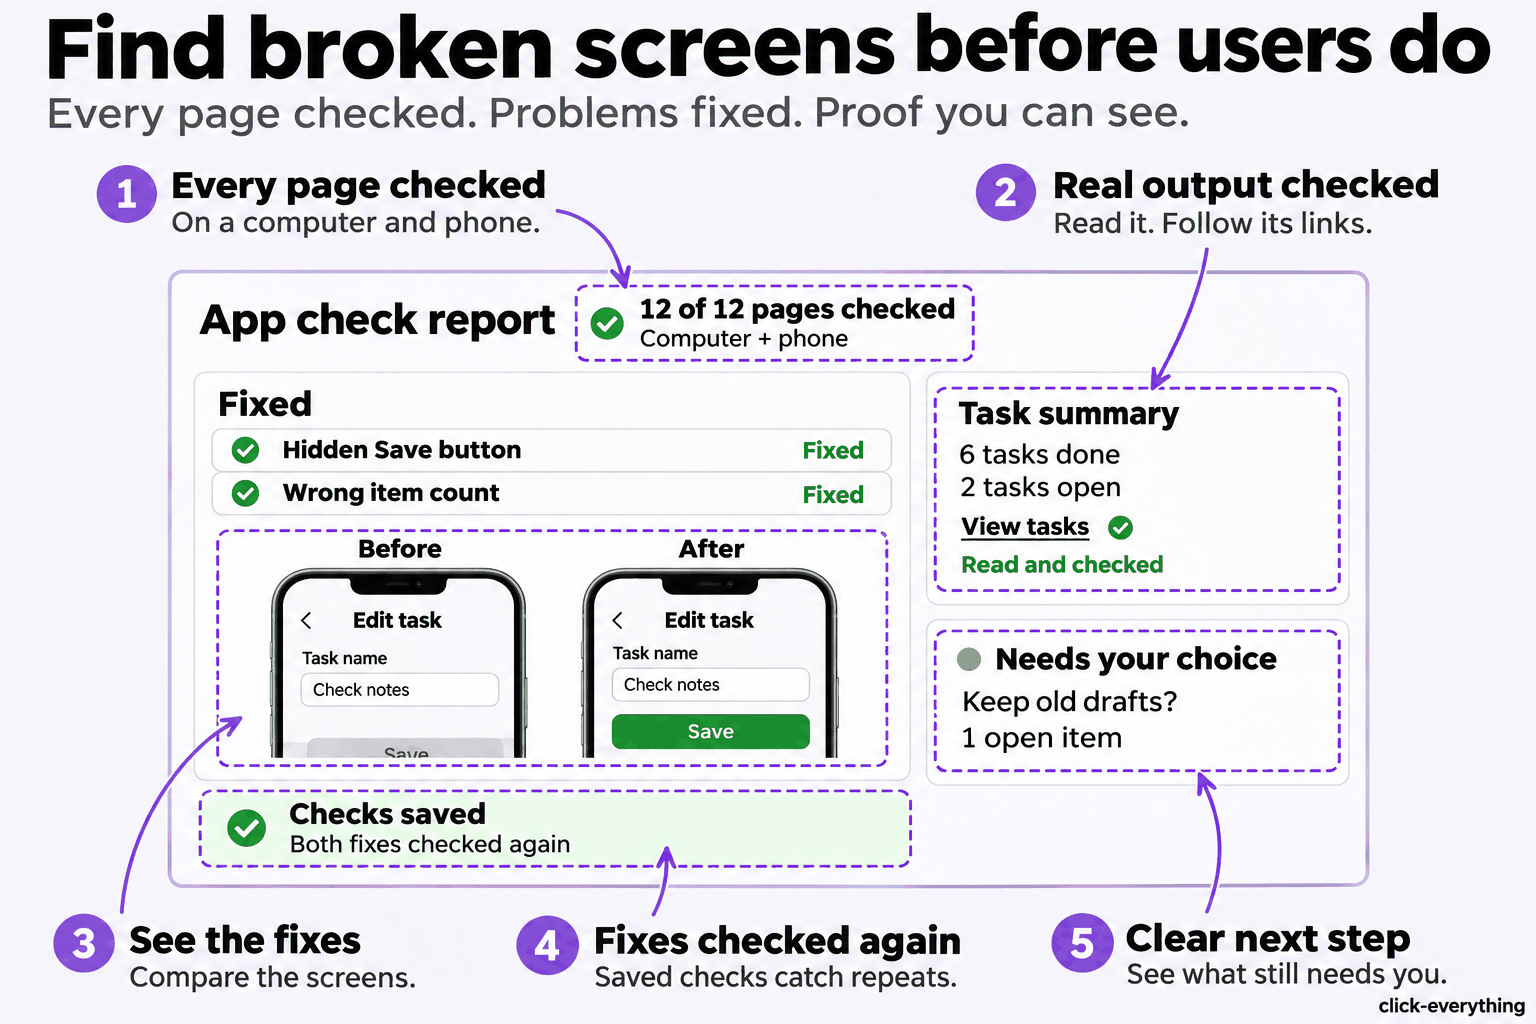 Find broken screens before users do
Every page checked. Problems fixed. Proof you can see.
1
Every page checked
On a computer and phone.
2
Real output checked
Read it. Follow its links.
App check report
12 of 12 pages checked
Computer + phone
Fixed
Hidden Save button
Fixed
Wrong item count
Fixed
Before
Edit task
Task name
Check notes
Save
After
Edit task
Task name
Check notes
Save
Task summary
6 tasks done
2 tasks open
View tasks
Read and checked
Needs your choice
Keep old drafts?
1 open item
Checks saved
Both fixes checked again
3
See the fixes
Compare the screens.
4
Fixes checked again
Saved checks catch repeats.
5
Clear next step
See what still needs you.
click-everything